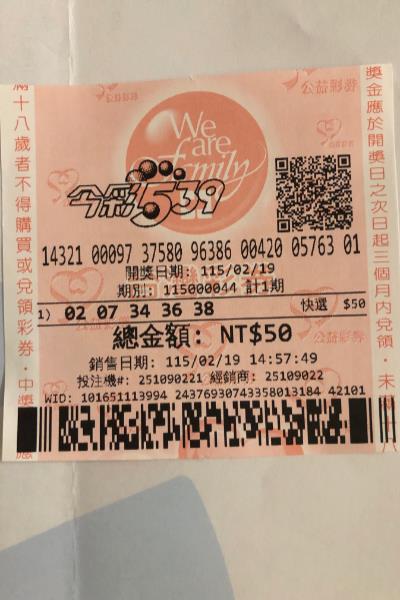 公益彩券
We
are
family
今彩539
14321 00097 37580 96386 00420 05763 01
開獎日期: 115/02/19
期別: 115000044 計1期
1) 02 07 34 36 38 快選 $50
總金額: NT$50
銷售日期: 115/02/19 14:57:49
投注機#: 251090221 經銷商: 25109022
WID: 101651113994 24376930743358013184 42101
滿十八歲者不得購買或兌領彩券‧中獎
獎金應於開獎日之次日起三個月內兌領‧未